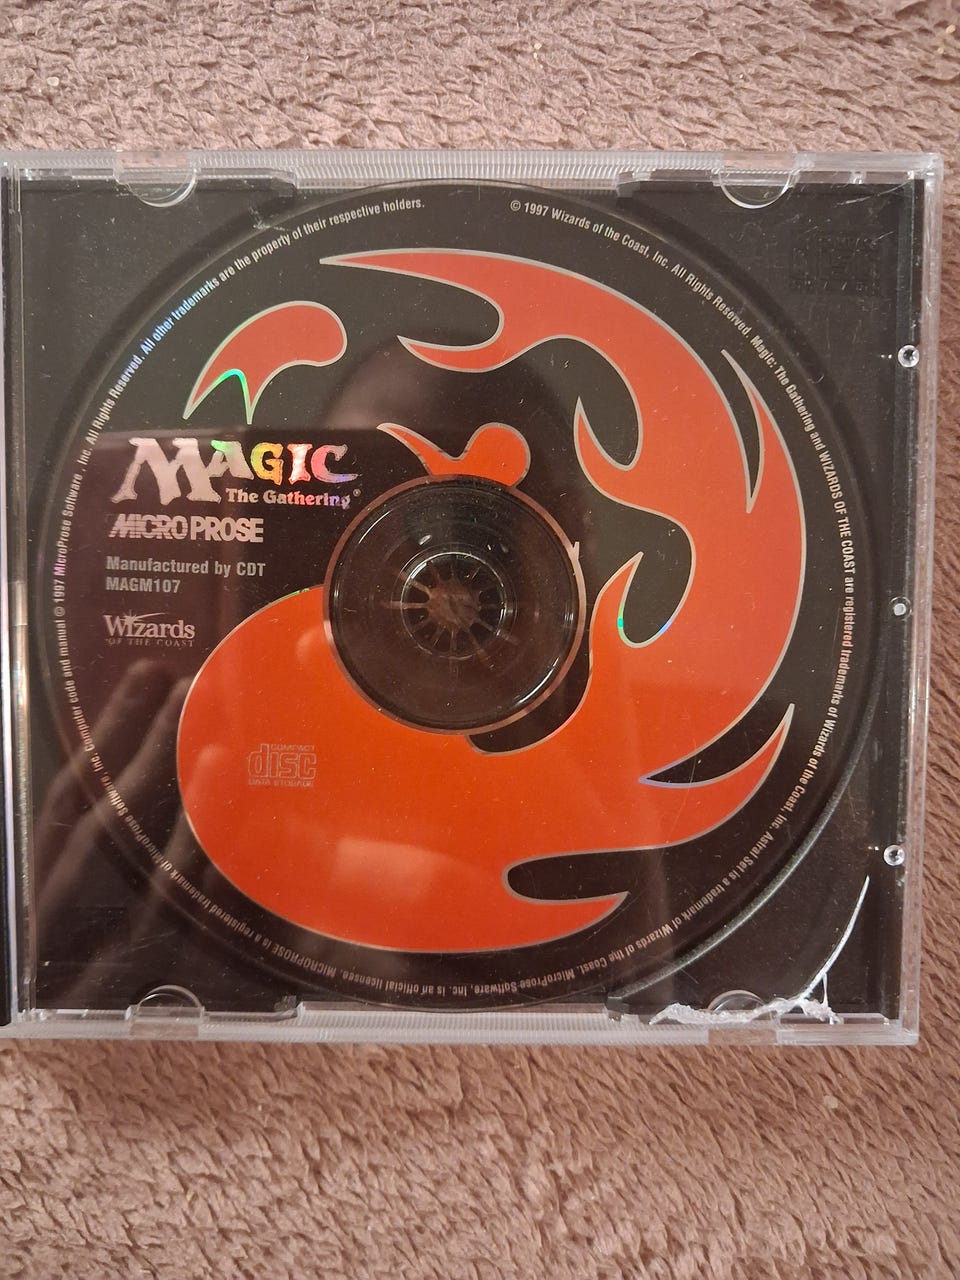 MAGIC
The Gathering®
MICROPROSE
Manufactured by CDT
MAGM107
Wizards
OF THE COAST
COMPACT
disc
DATA STORAGE
© 1997 Wizards of the Coast, Inc. All Rights Reserved. Magic: The Gathering and WIZARDS OF THE COAST are registered trademarks of Wizards of the Coast, Inc. Astral Set is a trademark of Wizards of the Coast. MicroProse Software, Inc. is an official licensee. MICROPROSE is a registered trademark of MicroProse Software, Inc. Computer code and manual © 1997 MicroProse Software, Inc. All Rights Reserved. All other trademarks are the property of their respective holders.